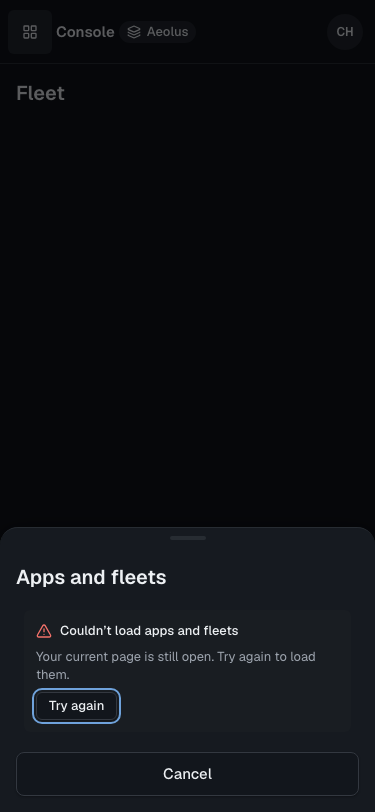 Console
Aeolus
CH
Fleet
Apps and fleets
Couldn’t load apps and fleets
Your current page is still open. Try again to load
them.
Try again
Cancel